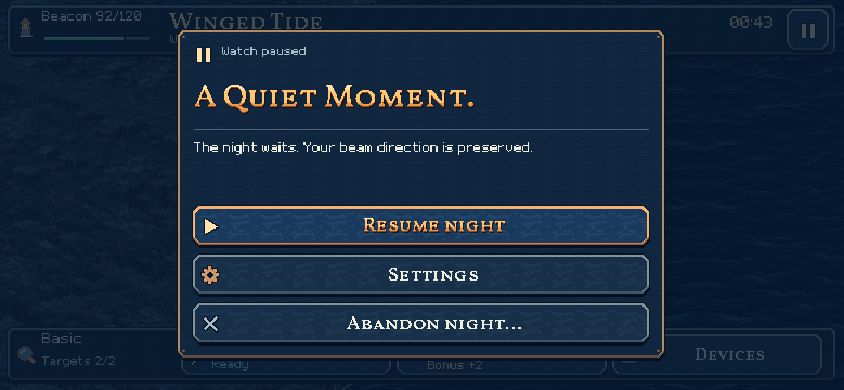 Beacon 92/120
WINGED TIDE
00:43
Watch paused
A QUIET MOMENT.
The night waits. Your beam direction is preserved.
RESUME NIGHT
SETTINGS
ABANDON NIGHT...
Basic
Targets 2/2
Ready
Bonus +2
DEVICES